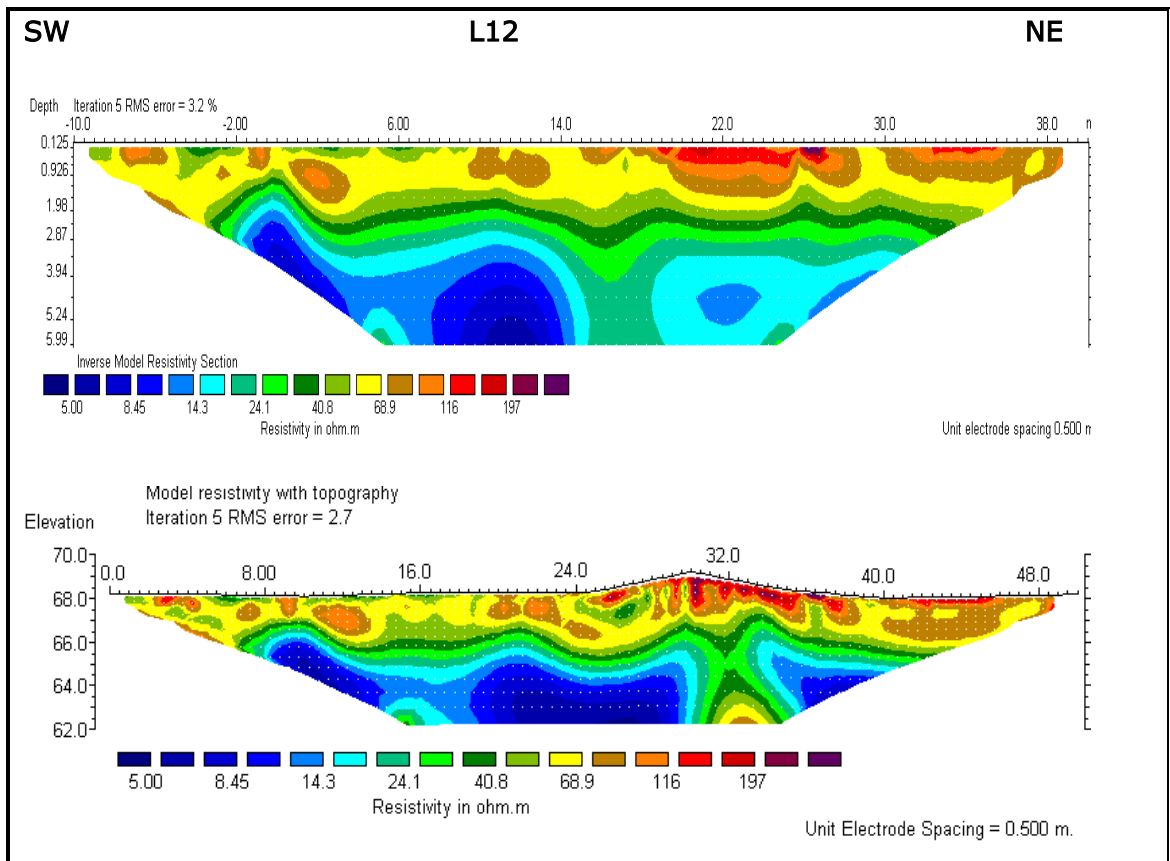 SW L12 NE
Depth Iteration 5 RMS error = 3.2 %
-10.0 -2.00 6.00 14.0 22.0 30.0 38.0
0.125
0.926
1.98
2.87
3.94
5.24
5.99
Inverse Model Resistivity Section
5.00 8.45 14.3 24.1 40.8 68.9 116 197
Resistivity in ohm.m
Unit electrode spacing 0.500 m
Model resistivity with topography
Iteration 5 RMS error = 2.7
Elevation
70.0
0.0 8.00 16.0 24.0 32.0 40.0 48.0
68.0
66.0
64.0
62.0
5.00 8.45 14.3 24.1 40.8 68.9 116 197
Resistivity in ohm.m
Unit Electrode Spacing = 0.500 m.